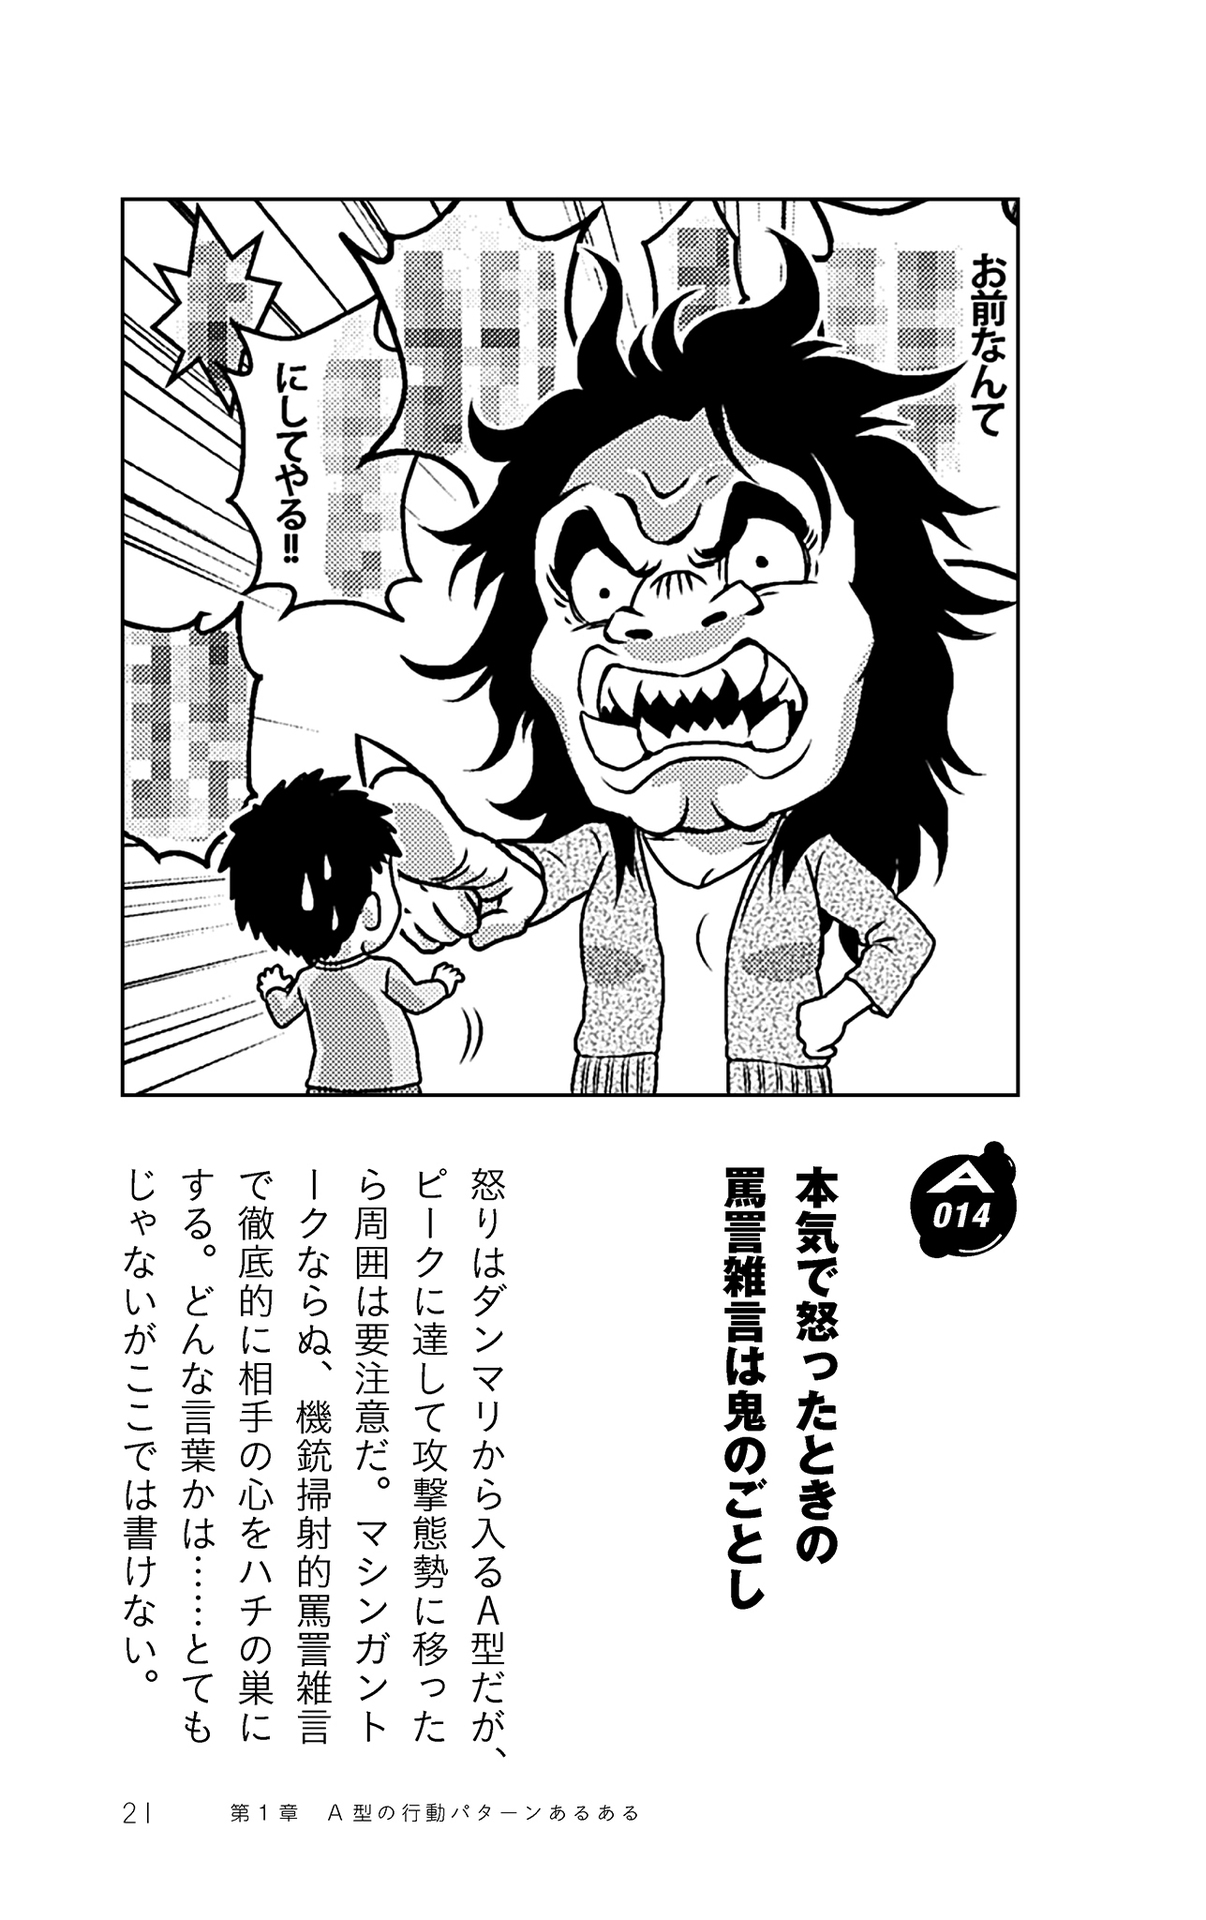 お前なんて
にしてやる!!
A
014
本気で怒ったときの
罵詈雑言は鬼のごとし
怒りはダンマリから入るA型だが、
ピークに達して攻撃態勢に移った
ら周囲は要注意だ。マシンガント
ークならぬ、機銃掃射的罵詈雑言
で徹底的に相手の心をハチの巣に
する。どんな言葉かは……とても
じゃないがここでは書けない。
21 第1章 A型の行動パターンあるある